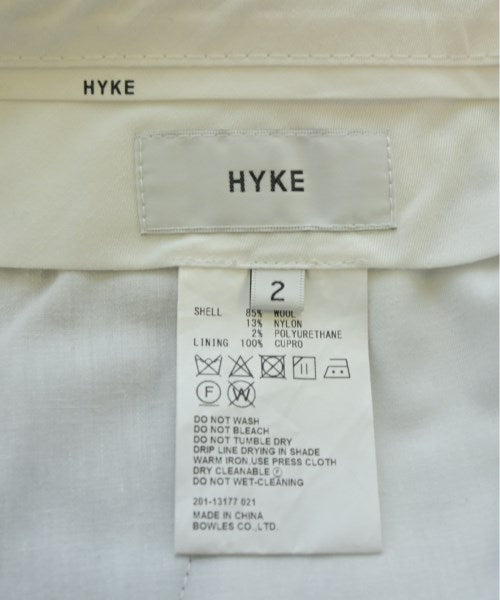 HYKE
HYKE
2
SHELL 85% WOOL
13% NYLON
2% POLYURETHANE
LINING 100% CUPRO
F W
DO NOT WASH
DO NOT BLEACH
DO NOT TUMBLE DRY
DRIP LINE DRYING IN SHADE
WARM IRON,USE PRESS CLOTH
DRY CLEANABLE Ⓕ
DO NOT WET-CLEANING
201-13177 021
MADE IN CHINA
BOWLES CO.,LTD.